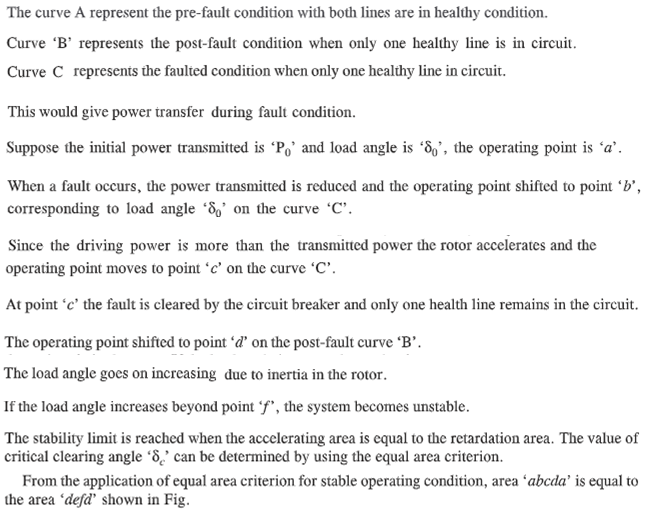 The curve A represent the pre-fault condition with both lines are in healthy condition.
Curve ‘B’ represents the post-fault condition when only one healthy line is in circuit.
Curve C represents the faulted condition when only one healthy line in circuit.
This would give power transfer during fault condition.
Suppose the initial power transmitted is ‘P₀’ and load angle is ‘δ₀’, the operating point is ‘a’.
When a fault occurs, the power transmitted is reduced and the operating point shifted to point ‘b’,
corresponding to load angle ‘δ₀’ on the curve ‘C’.
Since the driving power is more than the transmitted power the rotor accelerates and the
operating point moves to point ‘c’ on the curve ‘C’.
At point ‘c’ the fault is cleared by the circuit breaker and only one health line remains in the circuit.
The operating point shifted to point ‘d’ on the post-fault curve ‘B’.
The load angle goes on increasing due to inertia in the rotor.
If the load angle increases beyond point ‘f’, the system becomes unstable.
The stability limit is reached when the accelerating area is equal to the retardation area. The value of
critical clearing angle ‘δc’ can be determined by using the equal area criterion.
From the application of equal area criterion for stable operating condition, area ‘abcda’ is equal to
the area ‘defd’ shown in Fig.